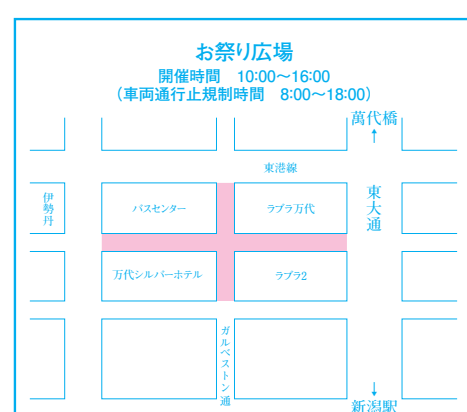 お祭り広場
開催時間　10:00〜16:00
（車両通行止規制時間　8:00〜18:00）
萬代橋
↑
東港線
伊勢丹
バスセンター
ラブラ万代
東大通
万代シルバーホテル
ラブラ2
ガルベストン通
↓
新潟駅